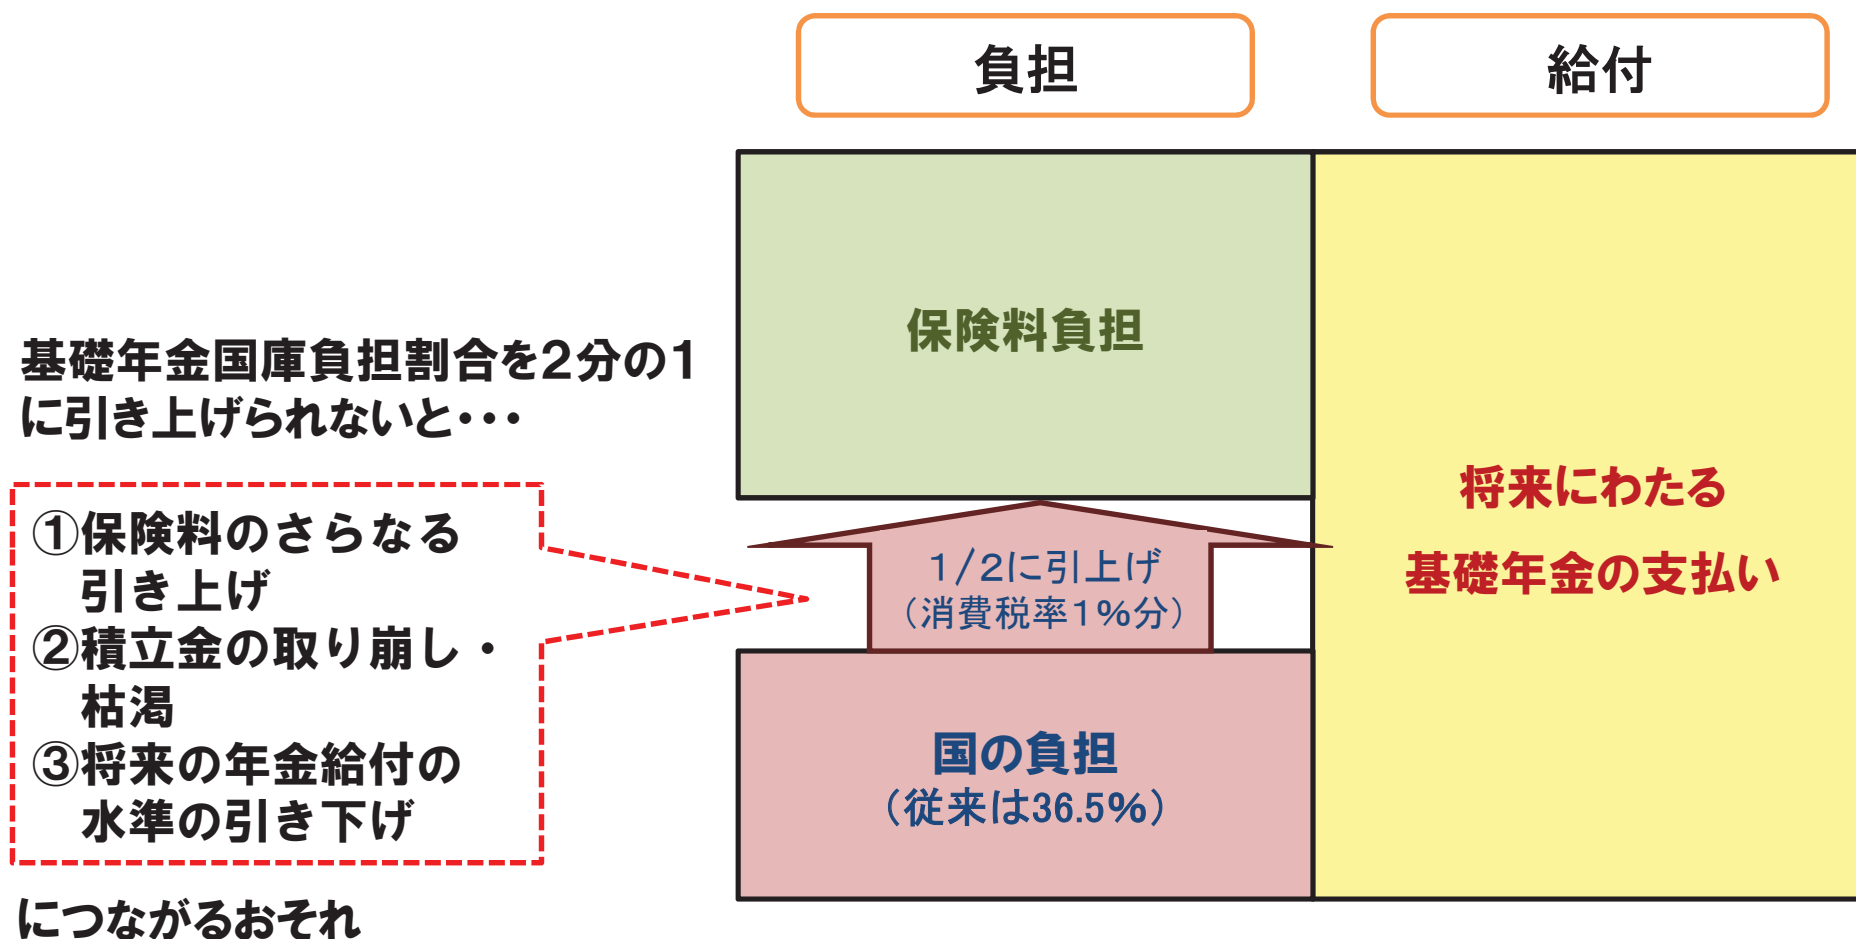 負担
給付
保険料負担
基礎年金国庫負担割合を2分の1
に引き上げられないと・・・
①保険料のさらなる
引き上げ
②積立金の取り崩し・
枯渇
③将来の年金給付の
水準の引き下げ
につながるおそれ
1/2に引上げ
（消費税率1%分）
国の負担
（従来は36.5%）
将来にわたる
基礎年金の支払い